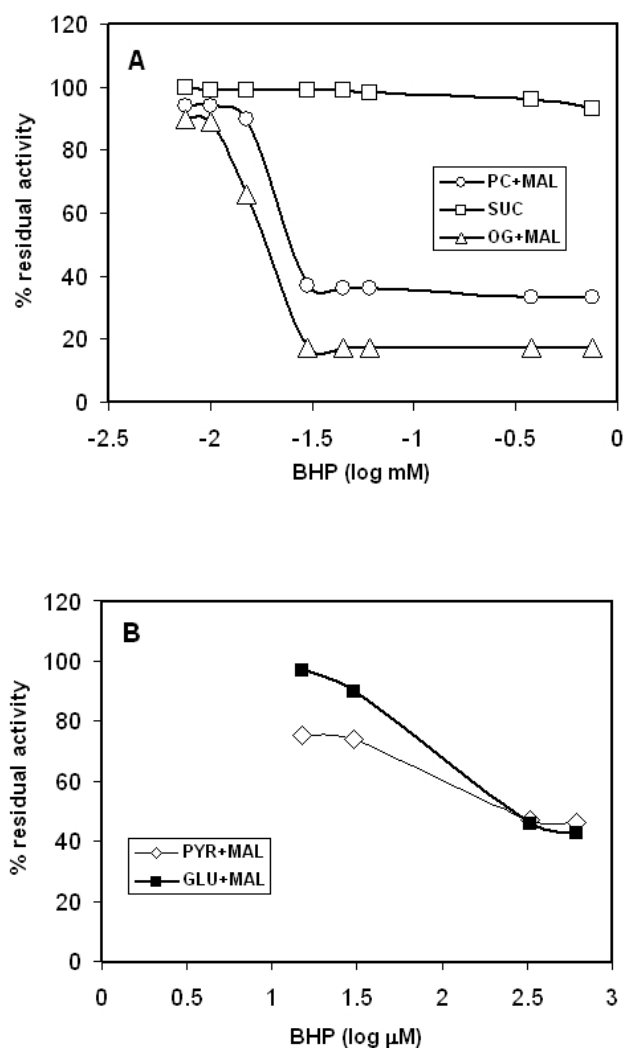 120
A
100
80
PC+MAL
SUC
OG+MAL
60
40
20
0
% residual activity
-2.5 -2 -1.5 -1 -0.5 0
BHP (log mM)
120
B
100
80
60
40
PYR+MAL
GLU+MAL
20
0
% residual activity
0 0.5 1 1.5 2 2.5 3
BHP (log μM)